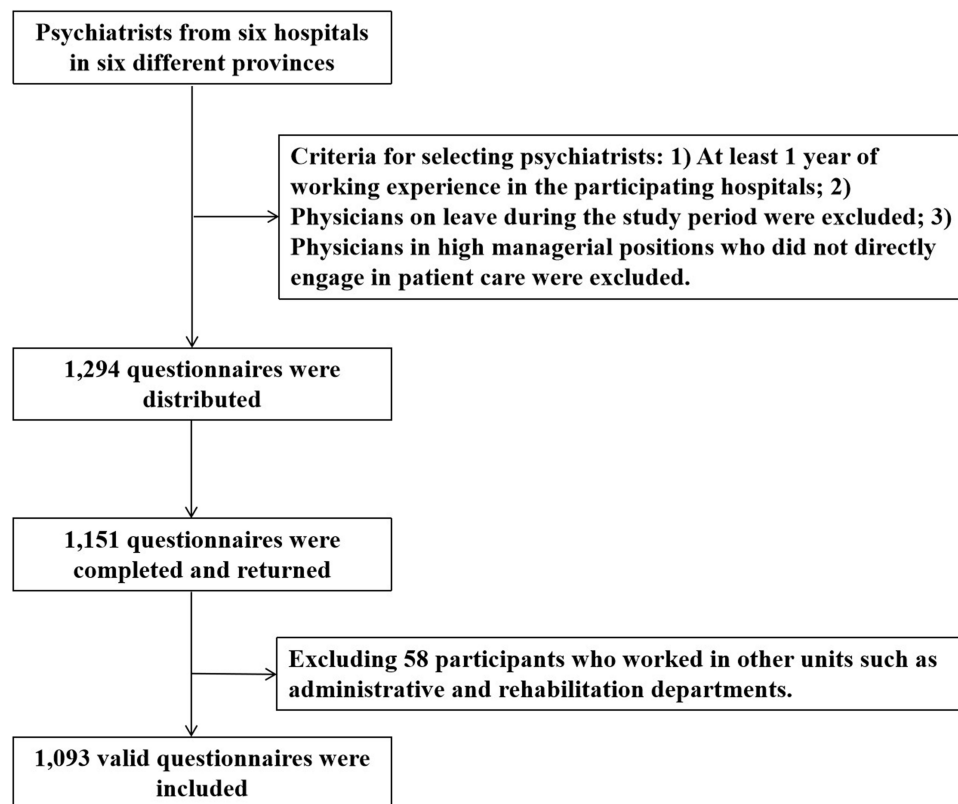 Psychiatrists from six hospitals
in six different provinces
Criteria for selecting psychiatrists: 1) At least 1 year of
working experience in the participating hospitals; 2)
Physicians on leave during the study period were excluded; 3)
Physicians in high managerial positions who did not directly
engage in patient care were excluded.
1,294 questionnaires were
distributed
1,151 questionnaires were
completed and returned
Excluding 58 participants who worked in other units such as
administrative and rehabilitation departments.
1,093 valid questionnaires were
included